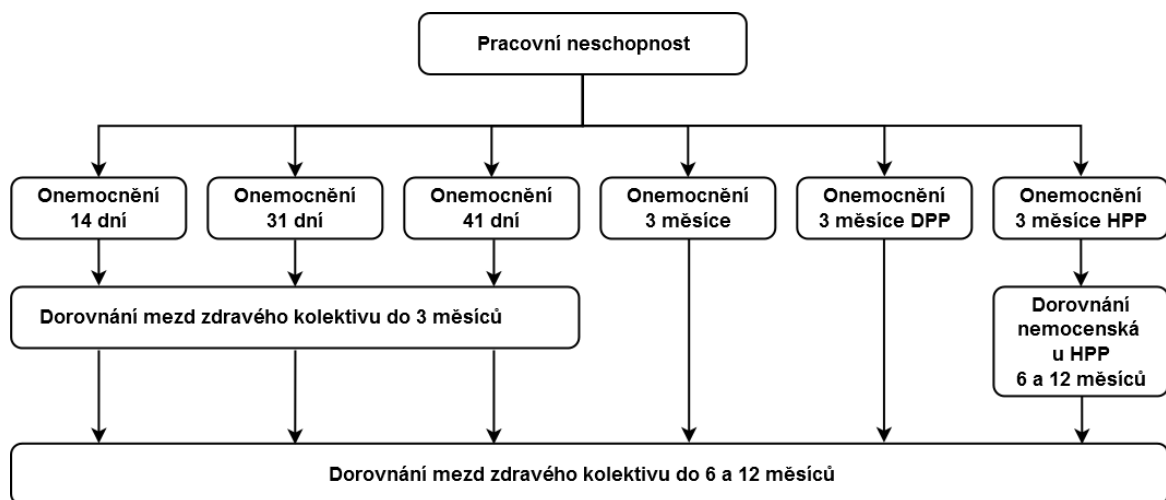 Pracovní neschopnost
Onemocnění
14 dní
Onemocnění
31 dní
Onemocnění
41 dní
Onemocnění
3 měsíce
Onemocnění
3 měsíce DPP
Onemocnění
3 měsíce HPP
Dorovnání mezd zdravého kolektivu do 3 měsíců
Dorovnání
nemocenská
u HPP
6 a 12 měsíců
Dorovnání mezd zdravého kolektivu do 6 a 12 měsíců